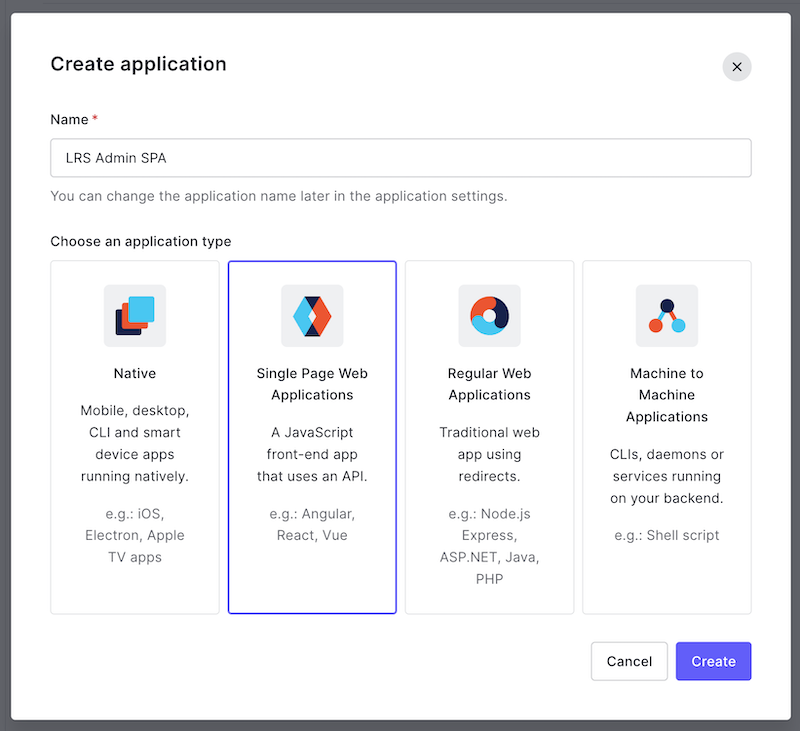 Create application
Name *
LRS Admin SPA
You can change the application name later in the application settings.
Choose an application type
Native
Mobile, desktop,
CLI and smart
device apps
running natively.
e.g.: iOS,
Electron, Apple
TV apps
Single Page Web
Applications
A JavaScript
front-end app
that uses an API.
e.g.: Angular,
React, Vue
Regular Web
Applications
Traditional web
app using
redirects.
e.g.: Node.js
Express,
ASP.NET, Java,
PHP
Machine to
Machine
Applications
CLIs, daemons or
services running
on your backend.
e.g.: Shell script
Cancel
Create